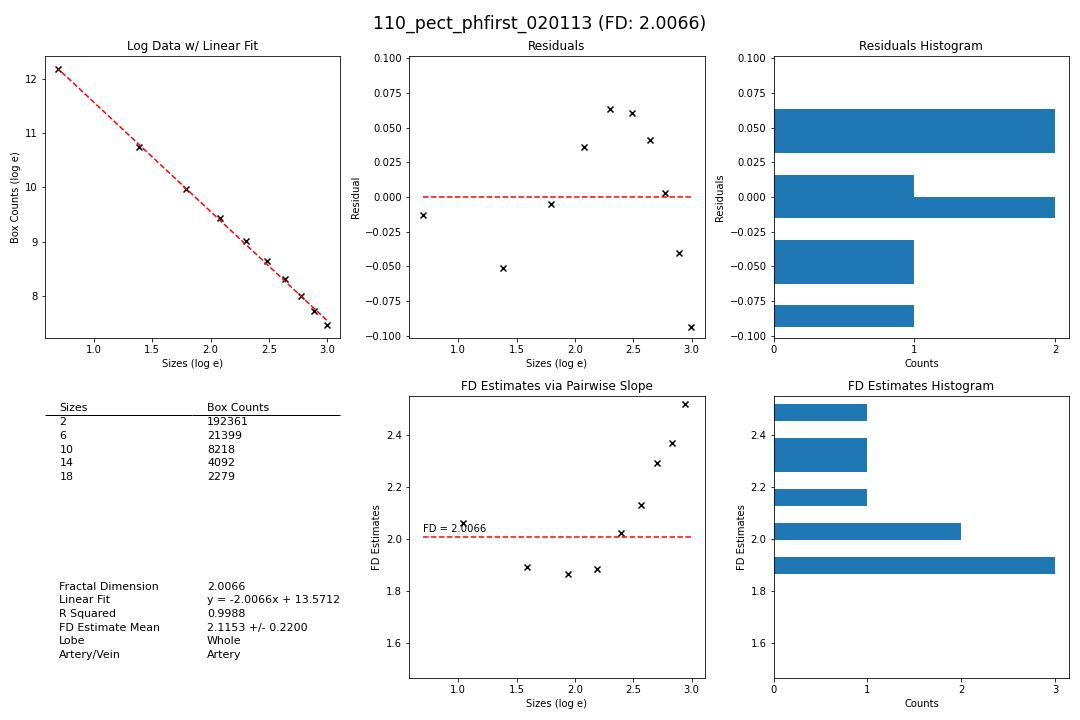 110_pect_phfirst_020113 (FD: 2.0066)
Log Data w/ Linear Fit
Box Counts (log e)
12
11
10
9
8
1.0 1.5 2.0 2.5 3.0
Sizes (log e)
Residuals
Residual
0.100
0.075
0.050
0.025
0.000
−0.025
−0.050
−0.075
−0.100
1.0 1.5 2.0 2.5 3.0
Sizes (log e)
Residuals Histogram
Residuals
0.100
0.075
0.050
0.025
0.000
−0.025
−0.050
−0.075
−0.100
0 1 2
Counts
Sizes Box Counts
2 192361
6 21399
10 8218
14 4092
18 2279
Fractal Dimension 2.0066
Linear Fit y = -2.0066x + 13.5712
R Squared 0.9988
FD Estimate Mean 2.1153 +/- 0.2200
Lobe Whole
Artery/Vein Artery
FD Estimates via Pairwise Slope
FD Estimates
2.4
2.2
2.0
1.8
1.6
FD = 2.0066
1.0 1.5 2.0 2.5 3.0
Sizes (log e)
FD Estimates Histogram
FD Estimates
2.4
2.2
2.0
1.8
1.6
0 1 2 3
Counts